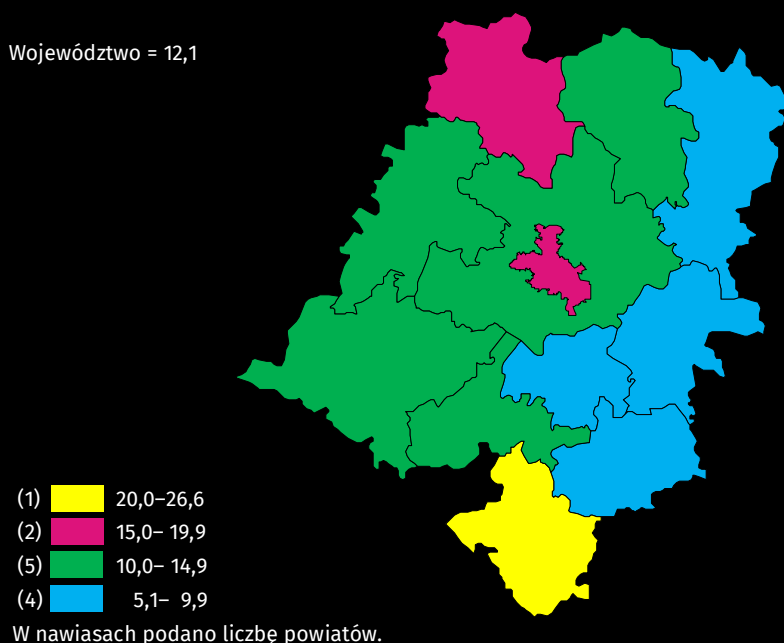 Województwo = 12,1
(1) 20,0–26,6
(2) 15,0– 19,9
(5) 10,0– 14,9
(4) 5,1– 9,9
W nawiasach podano liczbę powiatów.